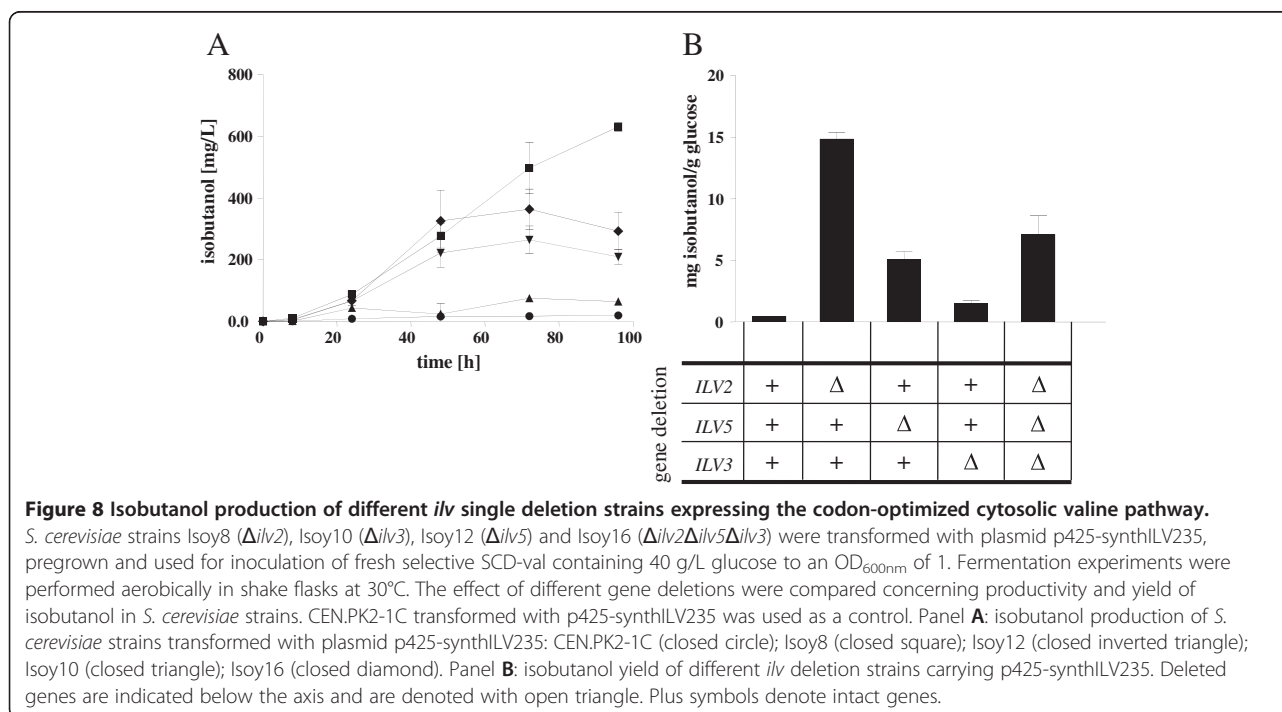 A
800
600
400
200
0.0
isobutanol [mg/L]
0 20 40 60 80 100
time [h]
B
20
15
10
5
0
mg isobutanol/g glucose
gene deletion
ILV2 + Δ + + Δ
ILV5 + + Δ + Δ
ILV3 + + + Δ Δ
Figure 8 Isobutanol production of different ilv single deletion strains expressing the codon-optimized cytosolic valine pathway.
S. cerevisiae strains Isoy8 (Δilv2), Isoy10 (Δilv3), Isoy12 (Δilv5) and Isoy16 (Δilv2Δilv5Δilv3) were transformed with plasmid p425-synthILV235,
pregrown and used for inoculation of fresh selective SCD-val containing 40 g/L glucose to an OD600nm of 1. Fermentation experiments were
performed aerobically in shake flasks at 30°C. The effect of different gene deletions were compared concerning productivity and yield of
isobutanol in S. cerevisiae strains. CEN.PK2-1C transformed with p425-synthILV235 was used as a control. Panel A: isobutanol production of S.
cerevisiae strains transformed with plasmid p425-synthILV235: CEN.PK2-1C (closed circle); Isoy8 (closed square); Isoy12 (closed inverted triangle);
Isoy10 (closed triangle); Isoy16 (closed diamond). Panel B: isobutanol yield of different ilv deletion strains carrying p425-synthILV235. Deleted
genes are indicated below the axis and are denoted with open triangle. Plus symbols denote intact genes.